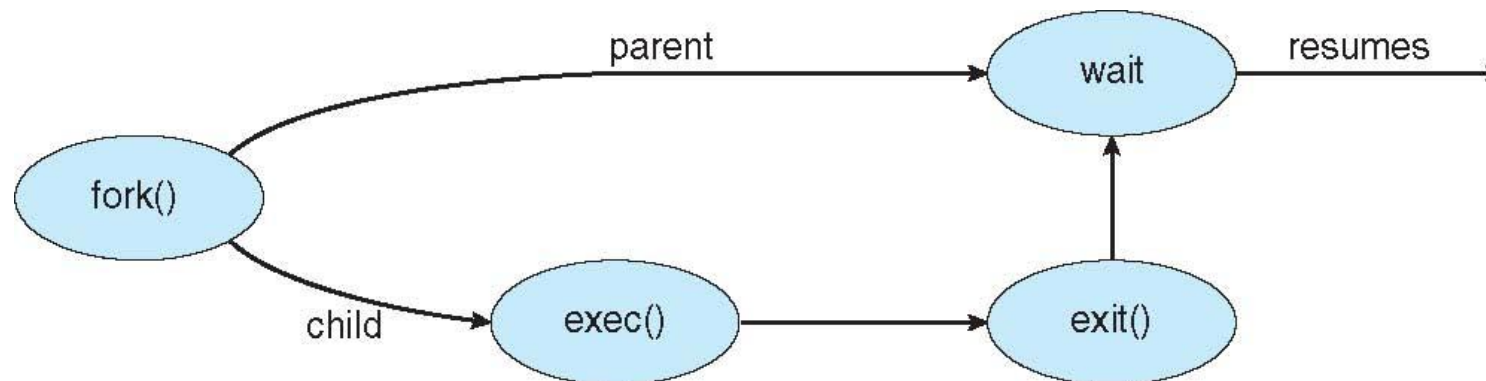 parent
wait
resumes
fork()
child
exec()
exit()